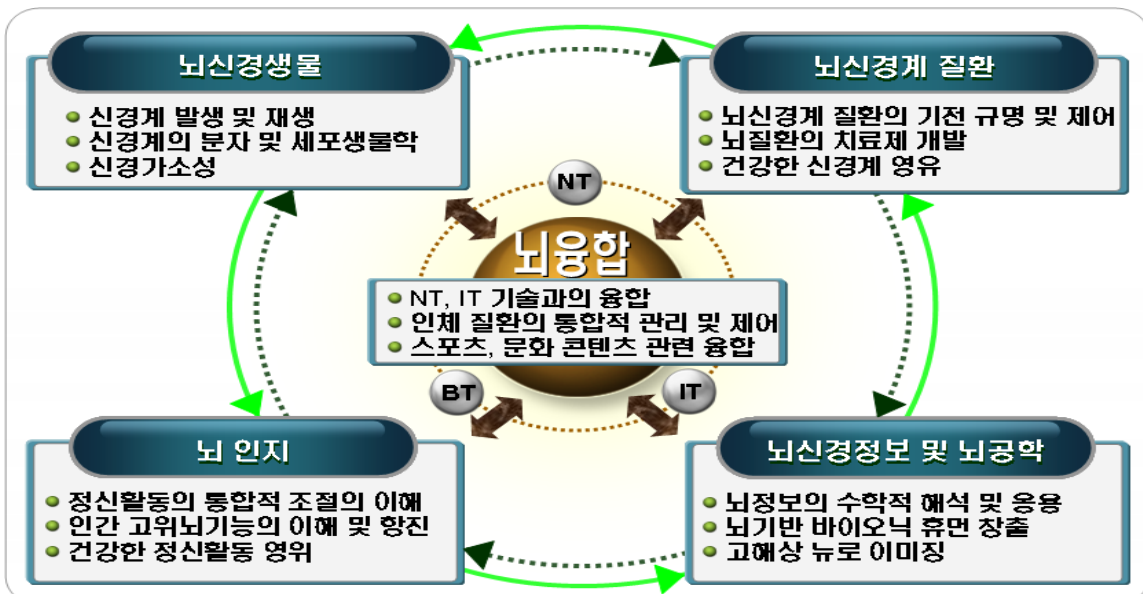 뇌신경생물
신경계 발생 및 재생
신경계의 분자 및 세포생물학
신경가소성
뇌신경계 질환
뇌신경계 질환의 기전 규명 및 제어
뇌질환의 치료제 개발
건강한 신경계 영유
NT
뇌융합
NT, IT 기술과의 융합
인체 질환의 통합적 관리 및 제어
스포츠, 문화 콘텐츠 관련 융합
BT
IT
뇌 인지
정신활동의 통합적 조절의 이해
인간 고위뇌기능의 이해 및 항진
건강한 정신활동 영위
뇌신경정보 및 뇌공학
뇌정보의 수학적 해석 및 응용
뇌기반 바이오닉 휴먼 창출
고해상 뉴로 이미징